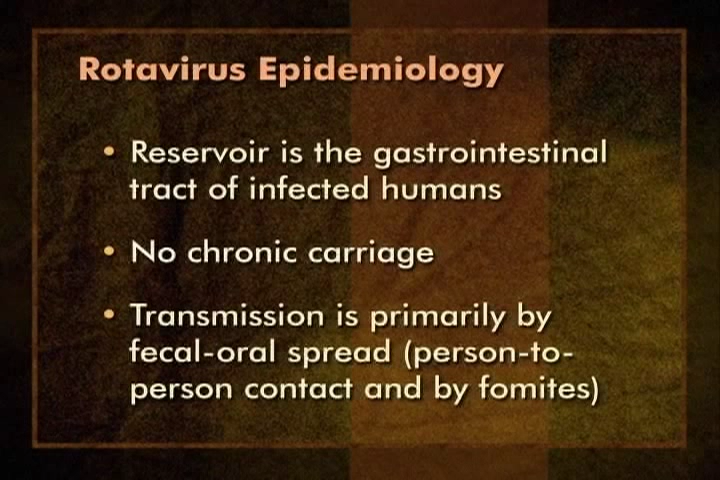 Rotavirus Epidemiology
• Reservoir is the gastrointestinal
tract of infected humans
• No chronic carriage
• Transmission is primarily by
fecal-oral spread (person-to-
person contact and by fomites)